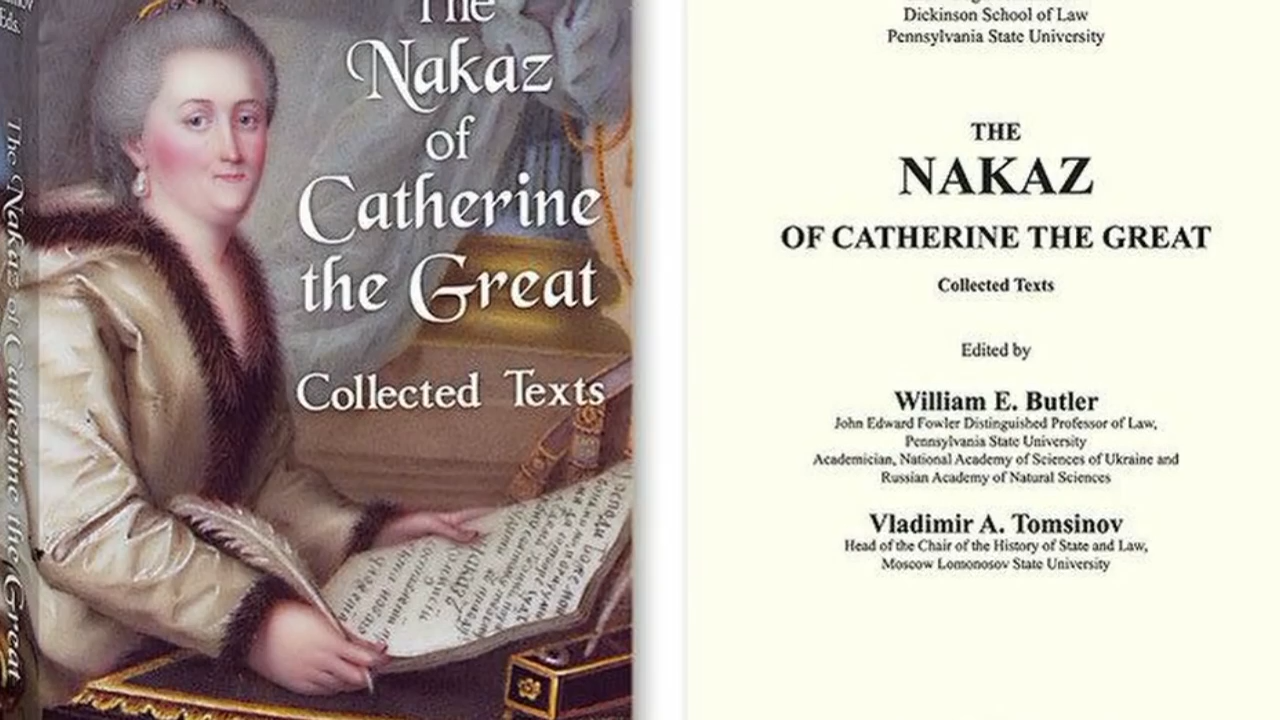 Eds.
The Nakaz of Catherine the Great
The
Nakaz
of
Catherine
the Great
Collected Texts
Dickinson School of Law
Pennsylvania State University
THE
NAKAZ
OF CATHERINE THE GREAT
Collected Texts
Edited by
William E. Butler
John Edward Fowler Distinguished Professor of Law,
Pennsylvania State University
Academician, National Academy of Sciences of Ukraine and
Russian Academy of Natural Sciences
Vladimir A. Tomsinov
Head of the Chair of the History of State and Law,
Moscow Lomonosov State University